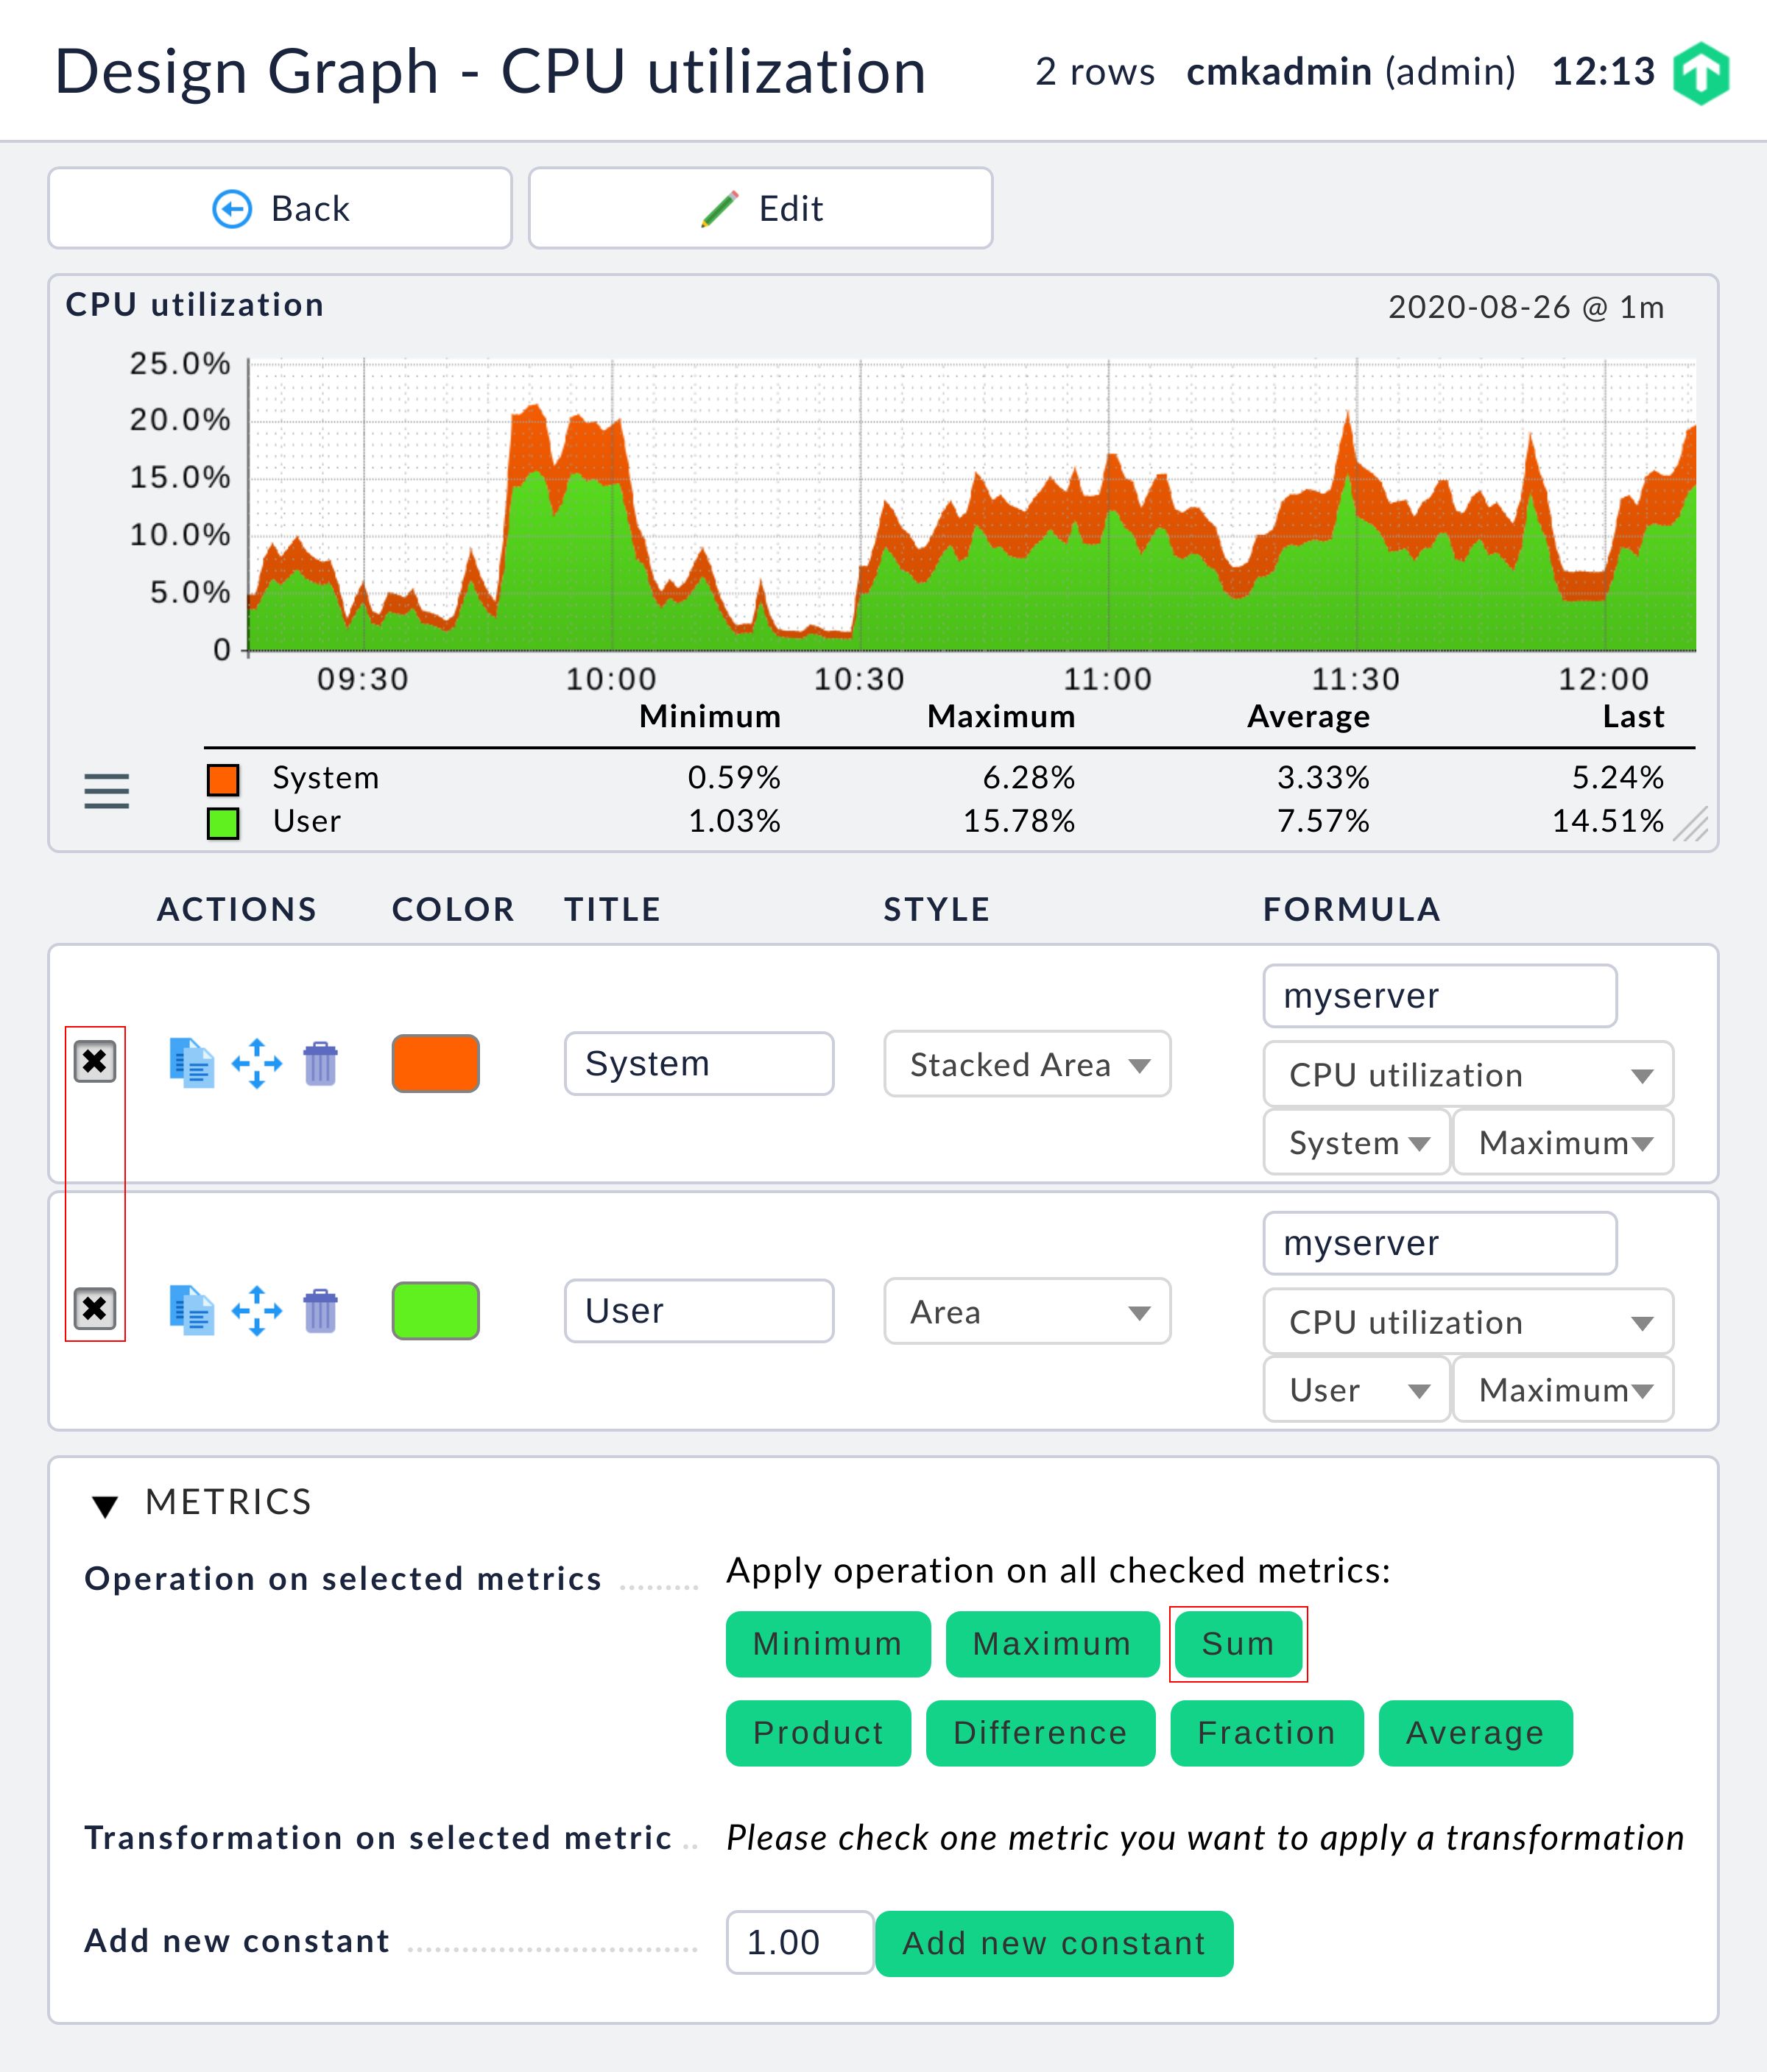 Design Graph - CPU utilization 2 rows cmkadmin (admin) 12:13
Back Edit
CPU utilization 2020-08-26 @ 1m
25.0%
20.0%
15.0%
10.0%
5.0%
0
09:30 10:00 10:30 11:00 11:30 12:00
Minimum Maximum Average Last
System 0.59% 6.28% 3.33% 5.24%
User 1.03% 15.78% 7.57% 14.51%
ACTIONS COLOR TITLE STYLE FORMULA
myserver
System Stacked Area CPU utilization
System Maximum
myserver
User Area CPU utilization
User Maximum
METRICS
Operation on selected metrics Apply operation on all checked metrics:
Minimum Maximum Sum
Product Difference Fraction Average
Transformation on selected metric Please check one metric you want to apply a transformation
Add new constant 1.00 Add new constant